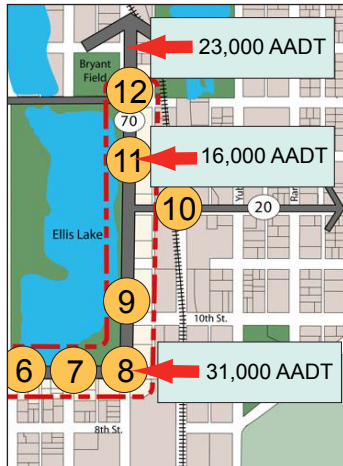 23,000 AADT
Bryant
Field
12
70
11
16,000 AADT
10
20
Ellis Lake
9
10th St.
6
7
8
31,000 AADT
8th St.